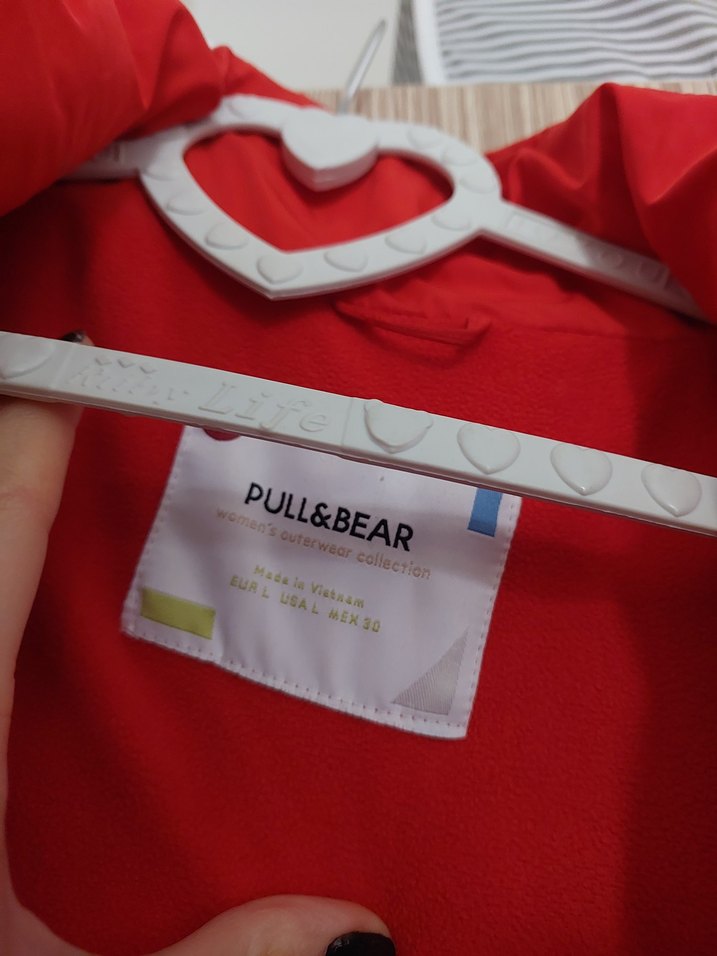 Life
PULL&BEAR
women's outerwear collection
Made in Vietnam
EUR L USA L MEX 30